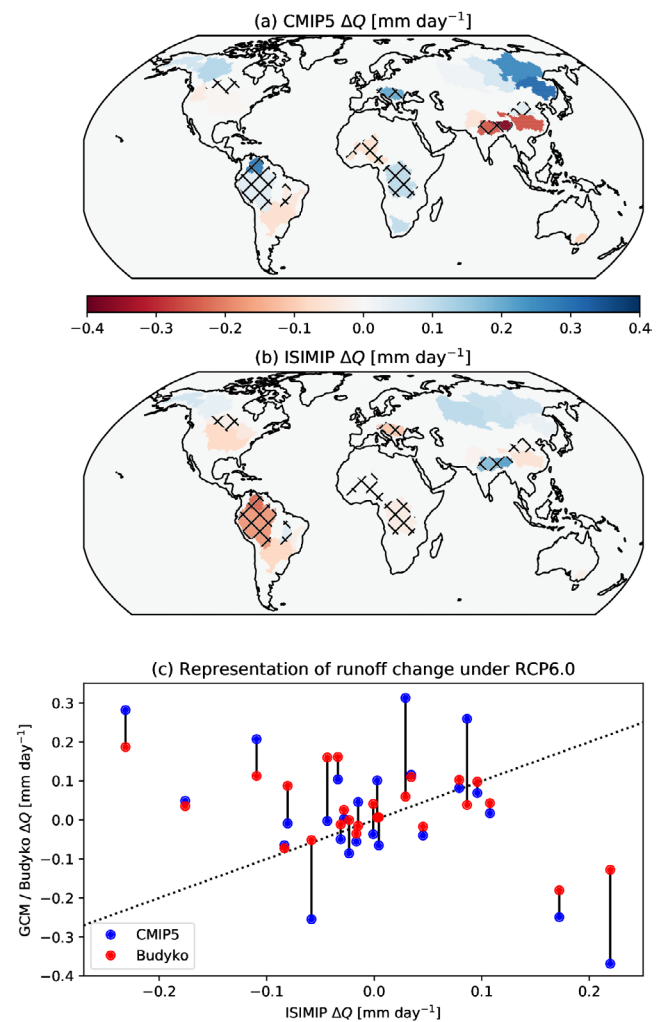 (a) CMIP5 ΔQ [mm day⁻¹]
−0.4 −0.3 −0.2 −0.1 0.0 0.1 0.2 0.3 0.4
(b) ISIMIP ΔQ [mm day⁻¹]
(c) Representation of runoff change under RCP6.0
GCM / Budyko ΔQ [mm day⁻¹]
0.3
0.2
0.1
0.0
−0.1
−0.2
−0.3
−0.4
CMIP5
Budyko
−0.2 −0.1 0.0 0.1 0.2
ISIMIP ΔQ [mm day⁻¹]